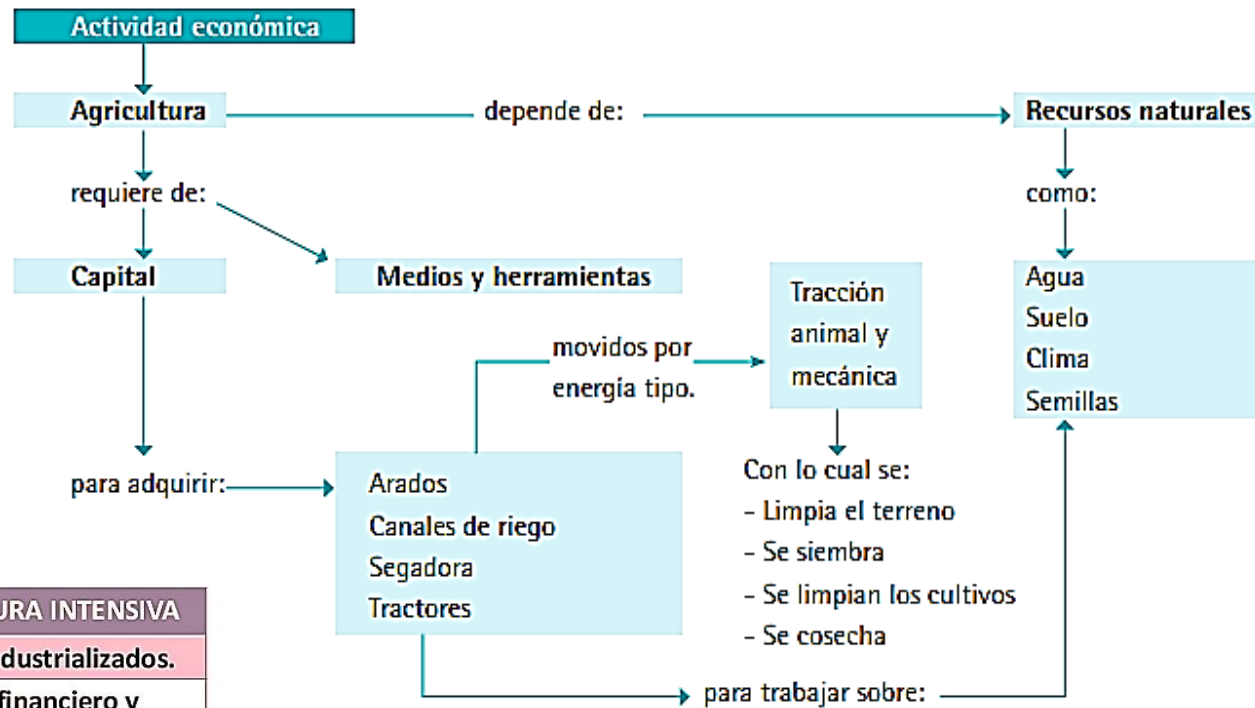 Actividad económica
Agricultura
depende de:
Recursos naturales
requiere de:
como:
Capital
Medios y herramientas
Agua
Suelo
Clima
Semillas
Tracción
animal y
mecánica
movidos por
energía tipo.
para adquirir:
Arados
Canales de riego
Segadora
Tractores
Con lo cual se:
- Limpia el terreno
- Se siembra
- Se limpian los cultivos
- Se cosecha
para trabajar sobre:
INTENSIVA
financiero y